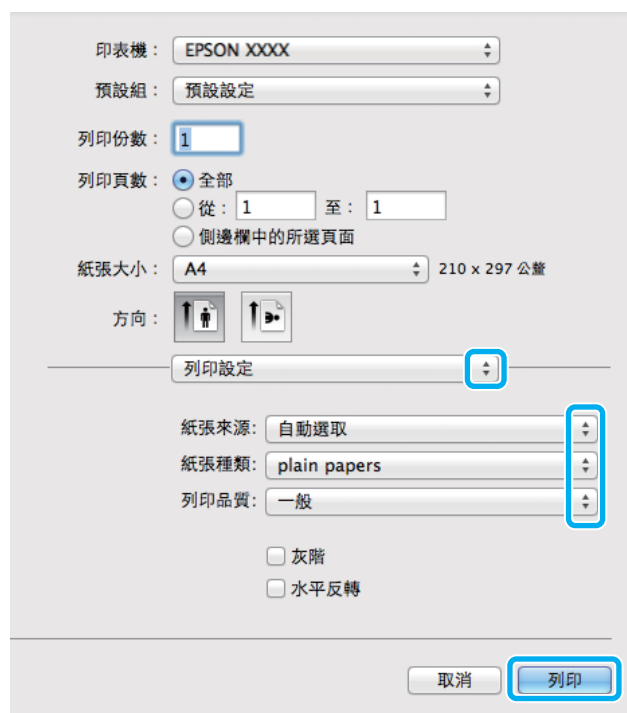 印表機： EPSON XXXX
預設組： 預設設定
列印份數： 1
列印頁數： 全部
從： 1 至： 1
側邊欄中的所選頁面
紙張大小： A4 210 x 297 公釐
方向：
列印設定
紙張來源: 自動選取
紙張種類: plain papers
列印品質: 一般
灰階
水平反轉
取消 列印